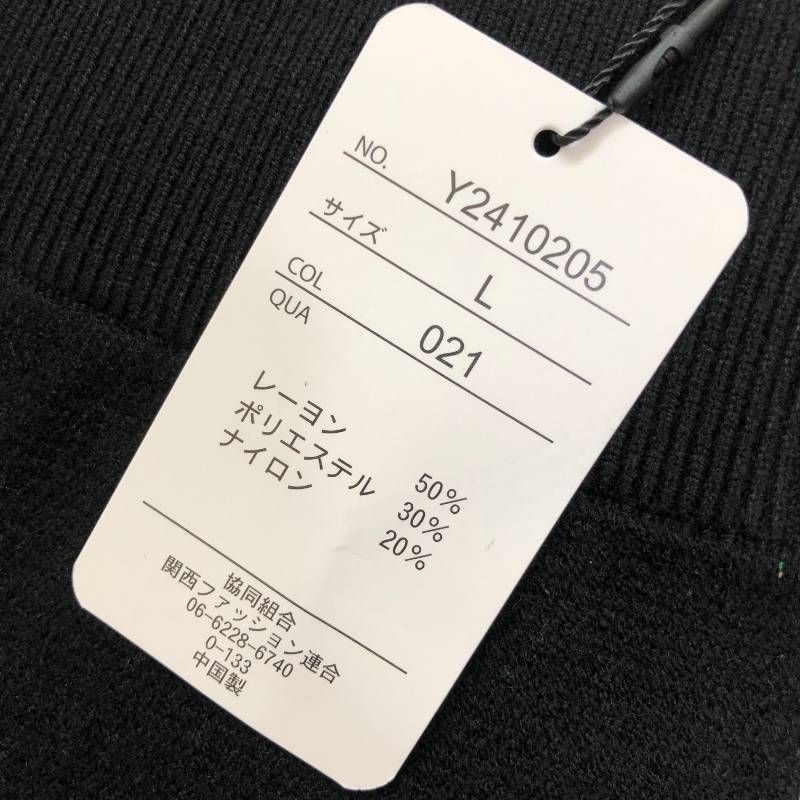 NO. Y2410205
サイズ L
COL 021
QUA
レーヨン 50%
ポリエステル 30%
ナイロン 20%
協同組合
関西ファッション連合
06-6228-6740
0-133
中国製